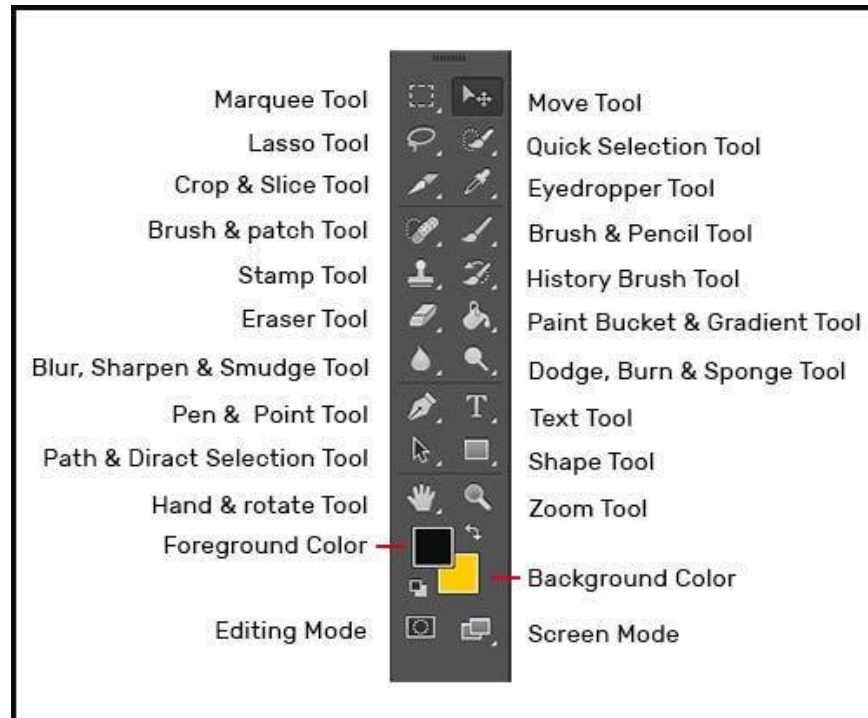 Marquee Tool
Move Tool
Lasso Tool
Quick Selection Tool
Crop & Slice Tool
Eyedropper Tool
Brush & patch Tool
Brush & Pencil Tool
Stamp Tool
History Brush Tool
Eraser Tool
Paint Bucket & Gradient Tool
Blur, Sharpen & Smudge Tool
Dodge, Burn & Sponge Tool
Pen & Point Tool
T
Text Tool
Path & Diract Selection Tool
Shape Tool
Hand & rotate Tool
Zoom Tool
Foreground Color
Background Color
Editing Mode
Screen Mode